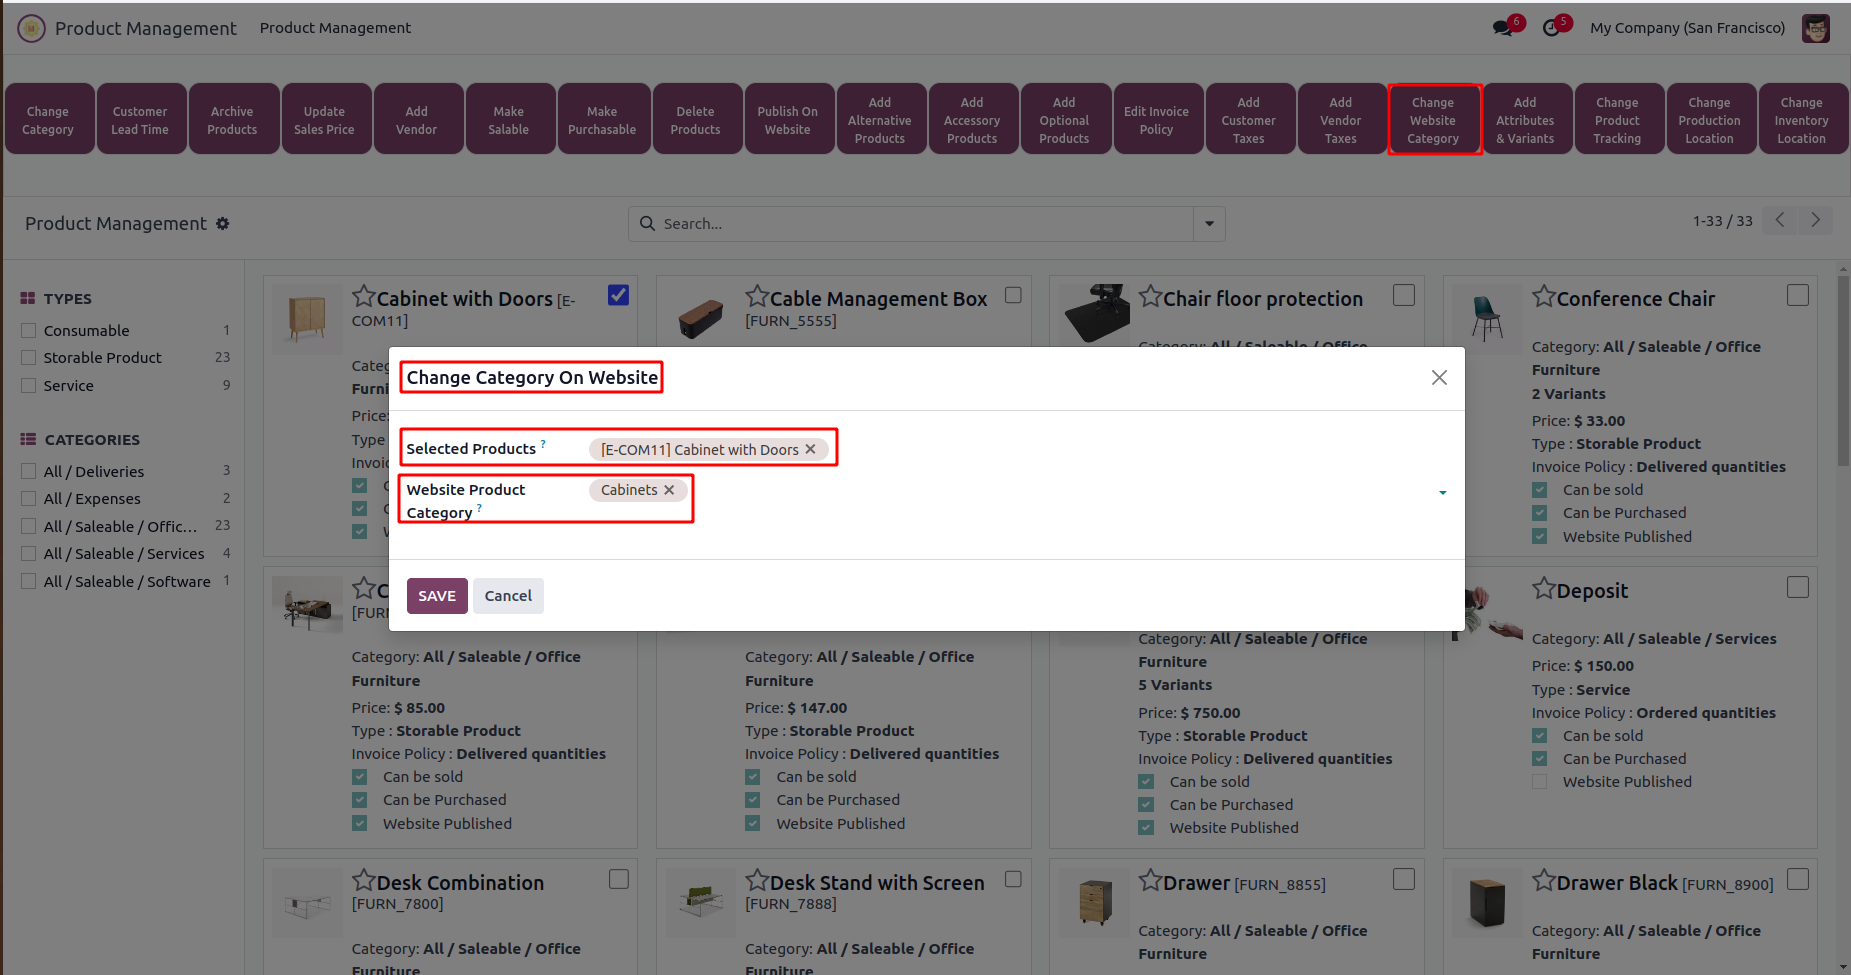 Product Management
Product Management
6
5
My Company (San Francisco)
Change Category
Customer Lead Time
Archive Products
Update Sales Price
Add Vendor
Make Salable
Make Purchasable
Delete Products
Publish On Website
Add Alternative Products
Add Accessory Products
Add Optional Products
Edit Invoice Policy
Add Customer Taxes
Add Vendor Taxes
Change Website Category
Add Attributes & Variants
Change Product Tracking
Change Production Location
Change Inventory Location
Product Management
Search...
1-33 / 33
TYPES
Consumable 1
Storable Product 23
Service 9
CATEGORIES
All / Deliveries 3
All / Expenses 2
All / Saleable / Offic... 23
All / Saleable / Services 4
All / Saleable / Software 1
Cabinet with Doors [E-
COM11]
Furni
Price:
Type
Invoic
Cable Management Box
[FURN_5555]
Chair floor protection
Category: All / Saleable / Office
Conference Chair
Category: All / Saleable / Office
Furniture
2 Variants
Price: $ 33.00
Type : Storable Product
Invoice Policy : Delivered quantities
Can be sold
Can be Purchased
Website Published
Change Category On Website
Selected Products ?
[E-COM11] Cabinet with Doors
Website Product
Category ?
Cabinets
SAVE
Cancel
Category: All / Saleable / Office
Furniture
Price: $ 85.00
Type : Storable Product
Invoice Policy : Delivered quantities
Can be sold
Can be Purchased
Website Published
Category: All / Saleable / Office
Furniture
Price: $ 147.00
Type : Storable Product
Invoice Policy : Delivered quantities
Can be sold
Can be Purchased
Website Published
Category: All / Saleable / Office
Furniture
5 Variants
Price: $ 750.00
Type : Storable Product
Invoice Policy : Delivered quantities
Can be sold
Can be Purchased
Website Published
Deposit
Category: All / Saleable / Services
Price: $ 150.00
Type : Service
Invoice Policy : Ordered quantities
Can be sold
Can be Purchased
Website Published
Desk Combination
[FURN_7800]
Category: All / Saleable / Office
Furniture
Desk Stand with Screen
[FURN_7888]
Category: All / Saleable / Office
Furniture
Drawer [FURN_8855]
Category: All / Saleable / Office
Furniture
Drawer Black [FURN_8900]
Category: All / Saleable / Office
Furniture